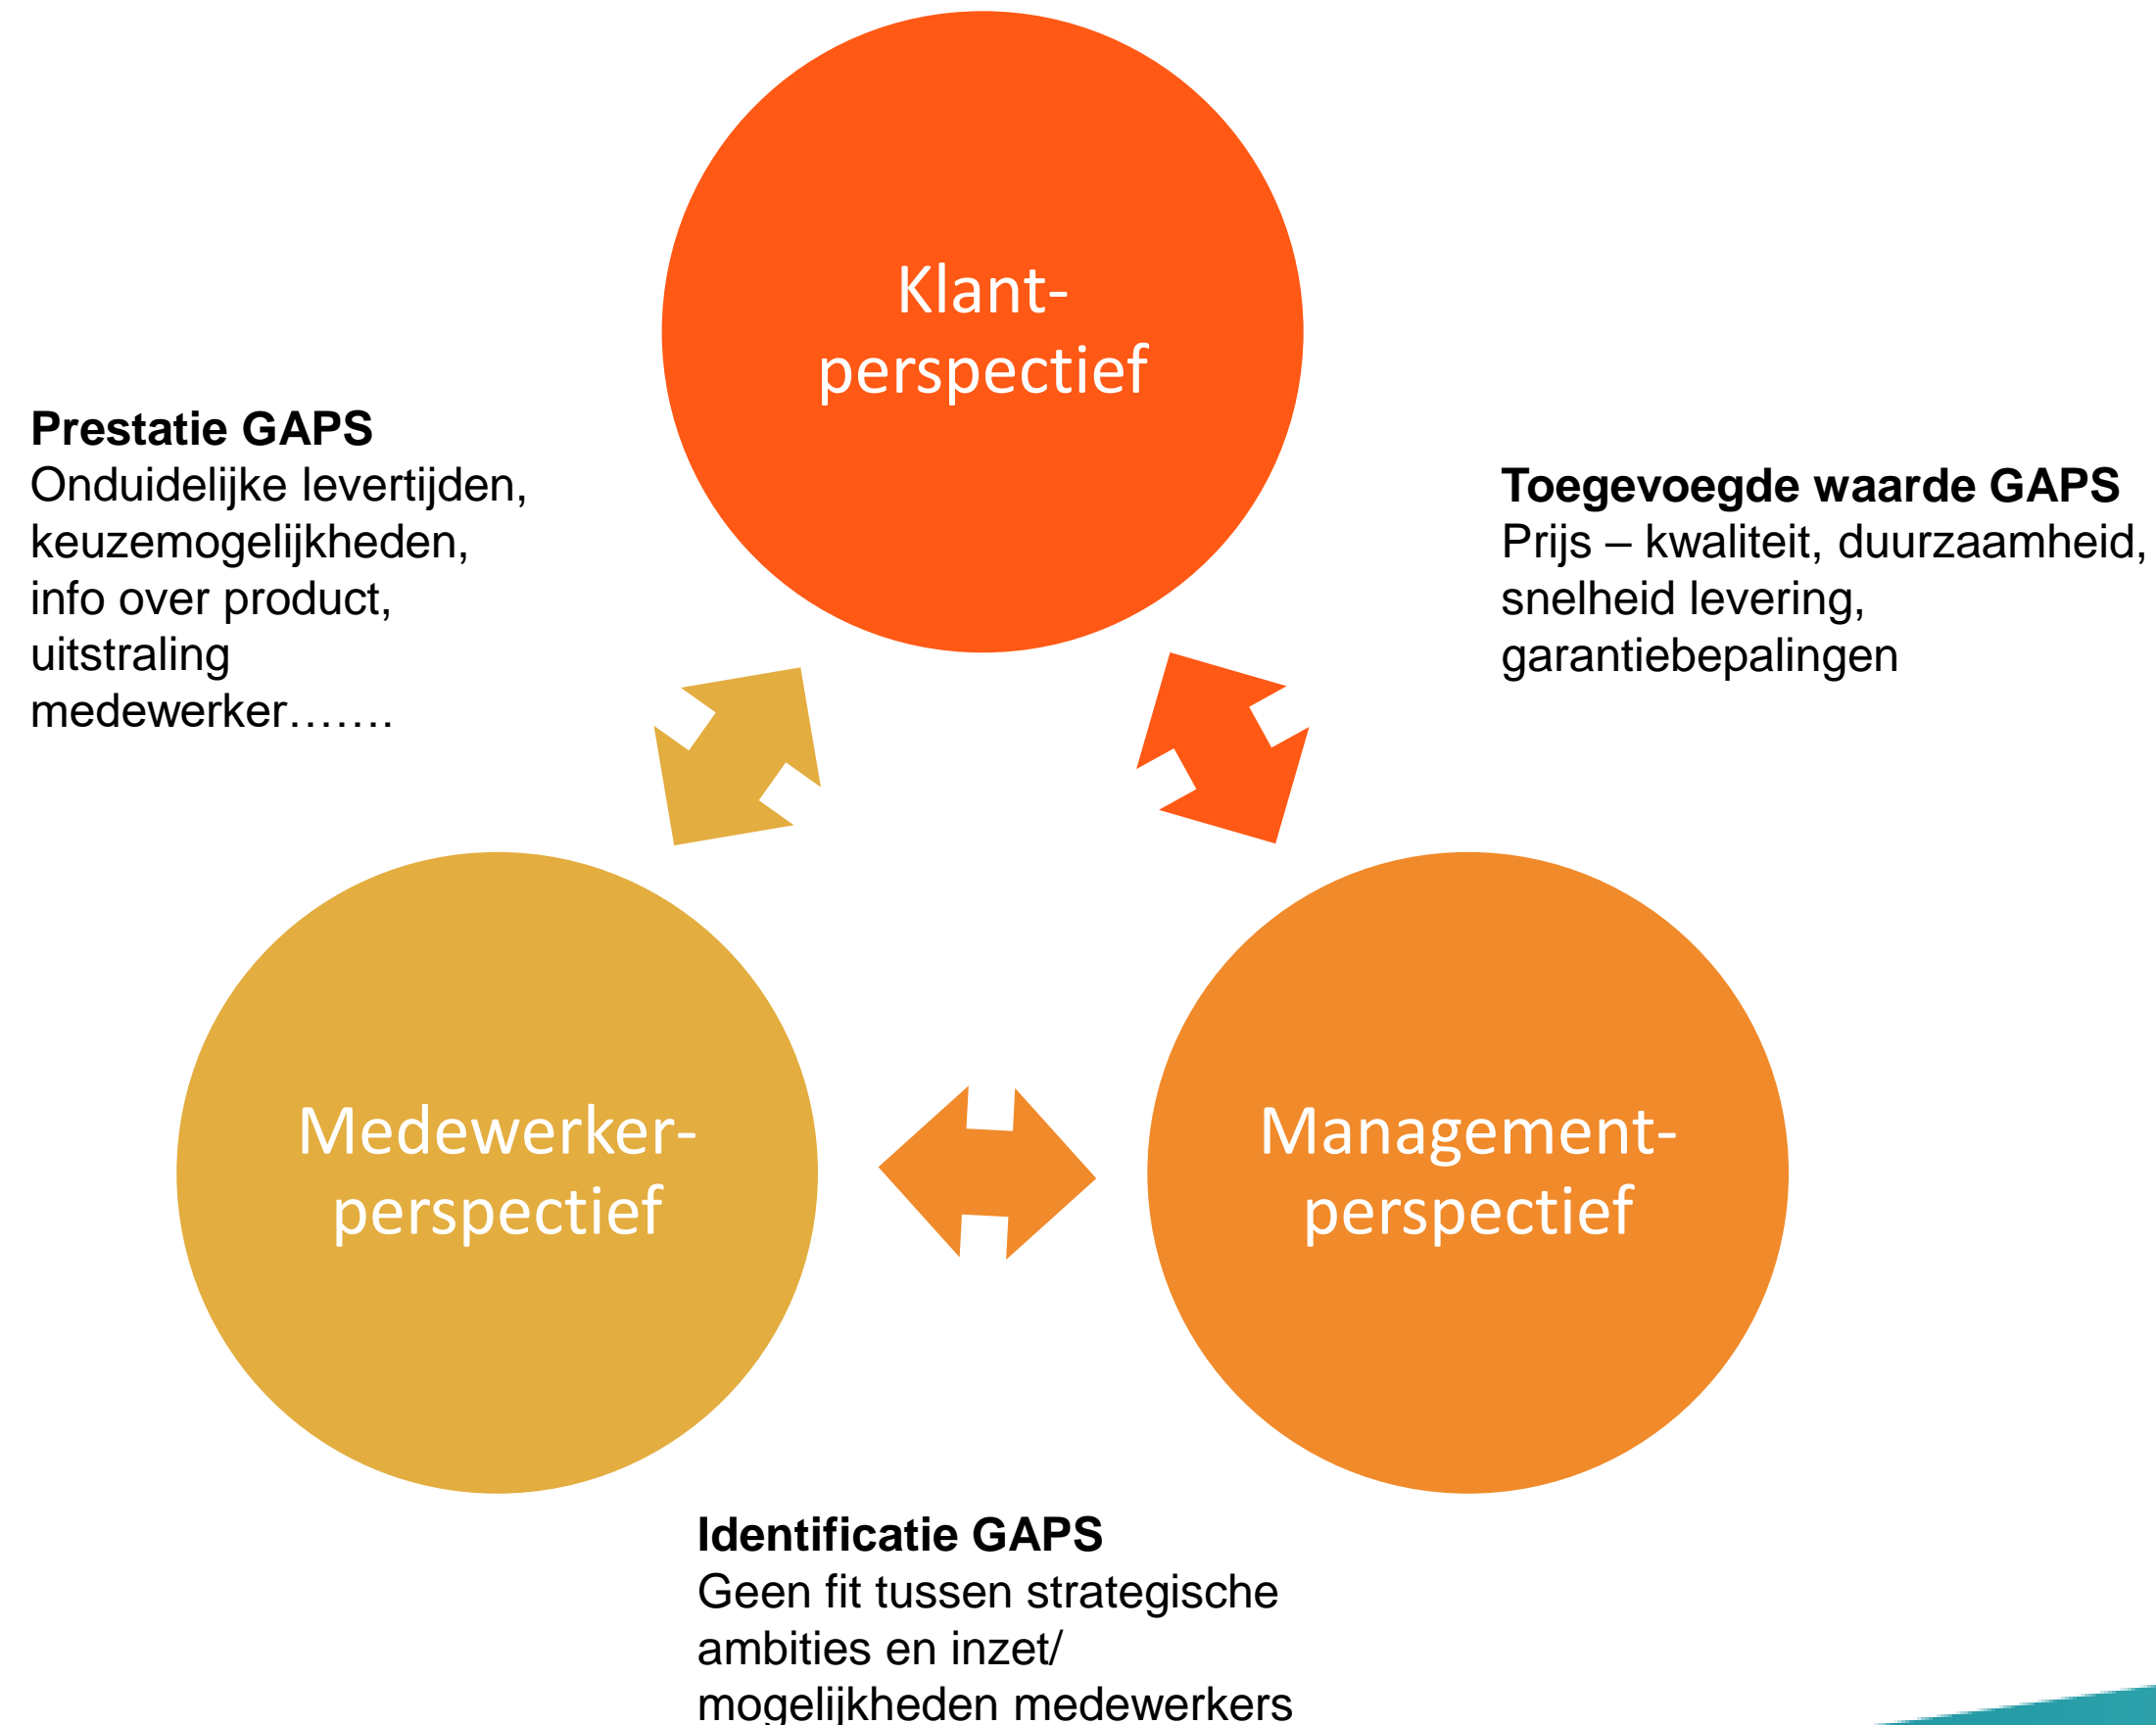 Klant-
perspectief
Prestatie GAPS
Onduidelijke levertijden,
keuzemogelijkheden,
info over product,
uitstraling
medewerker…….
Toegevoegde waarde GAPS
Prijs – kwaliteit, duurzaamheid,
snelheid levering,
garantiebepalingen
Medewerker-
perspectief
Management-
perspectief
Identificatie GAPS
Geen fit tussen strategische
ambities en inzet/
mogelijkheden medewerkers